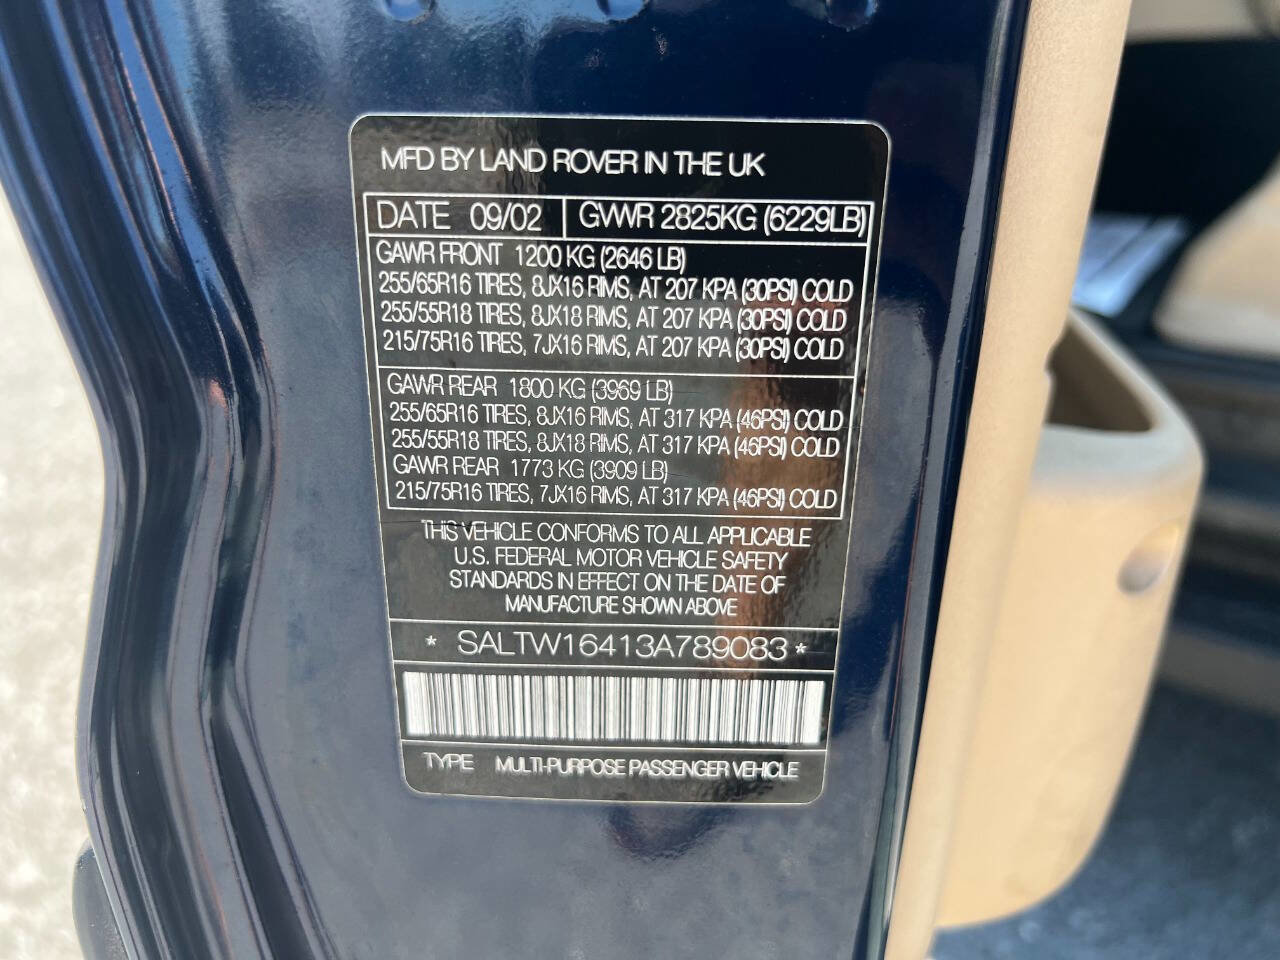 MFD BY LAND ROVER IN THE UK
DATE 09/02 GVWR 2825KG (6229LB)
GAWR FRONT 1200 KG (2646 LB)
255/65R16 TIRES, 8JX16 RIMS, AT 207 KPA (30PSI) COLD
255/55R18 TIRES, 8JX18 RIMS, AT 207 KPA (30PSI) COLD
215/75R16 TIRES, 7JX16 RIMS, AT 207 KPA (30PSI) COLD
GAWR REAR 1800 KG (3969 LB)
255/65R16 TIRES, 8JX16 RIMS, AT 317 KPA (46PSI) COLD
255/55R18 TIRES, 8JX18 RIMS, AT 317 KPA (46PSI) COLD
GAWR REAR 1773 KG (3909 LB)
215/75R16 TIRES, 7JX16 RIMS, AT 317 KPA (46PSI) COLD
THIS VEHICLE CONFORMS TO ALL APPLICABLE
U.S. FEDERAL MOTOR VEHICLE SAFETY
STANDARDS IN EFFECT ON THE DATE OF
MANUFACTURE SHOWN ABOVE
* SALTW16413A789083 *
TYPE MULTI-PURPOSE PASSENGER VEHICLE